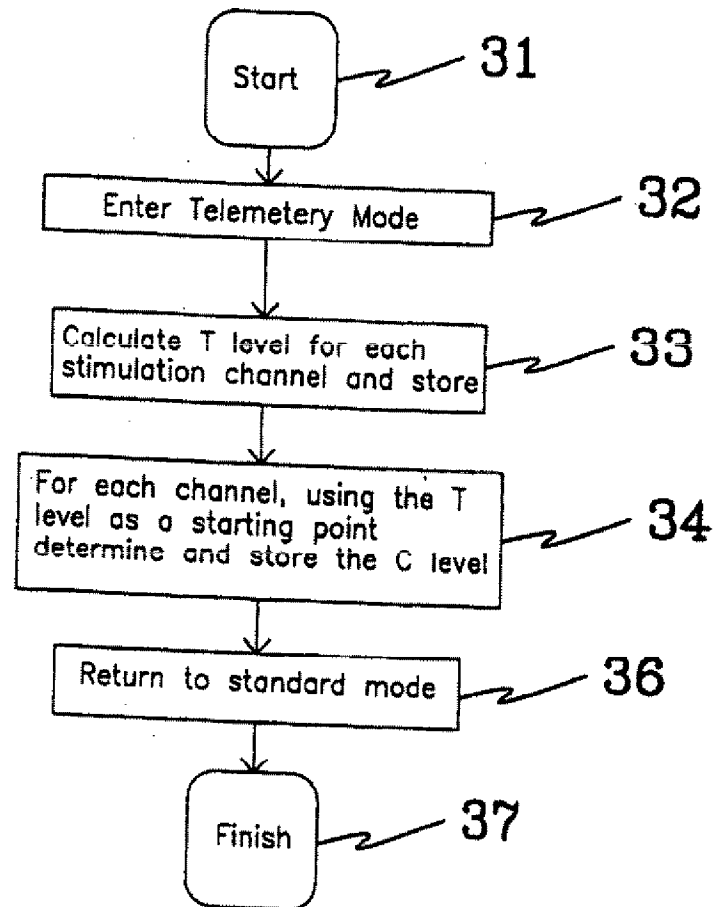 Start
31
Enter Telemetery Mode
32
Calculate T level for each
stimulation channel and store
33
For each channel, using the T
level as a starting point
determine and store the C level
34
Return to standard mode
36
Finish
37